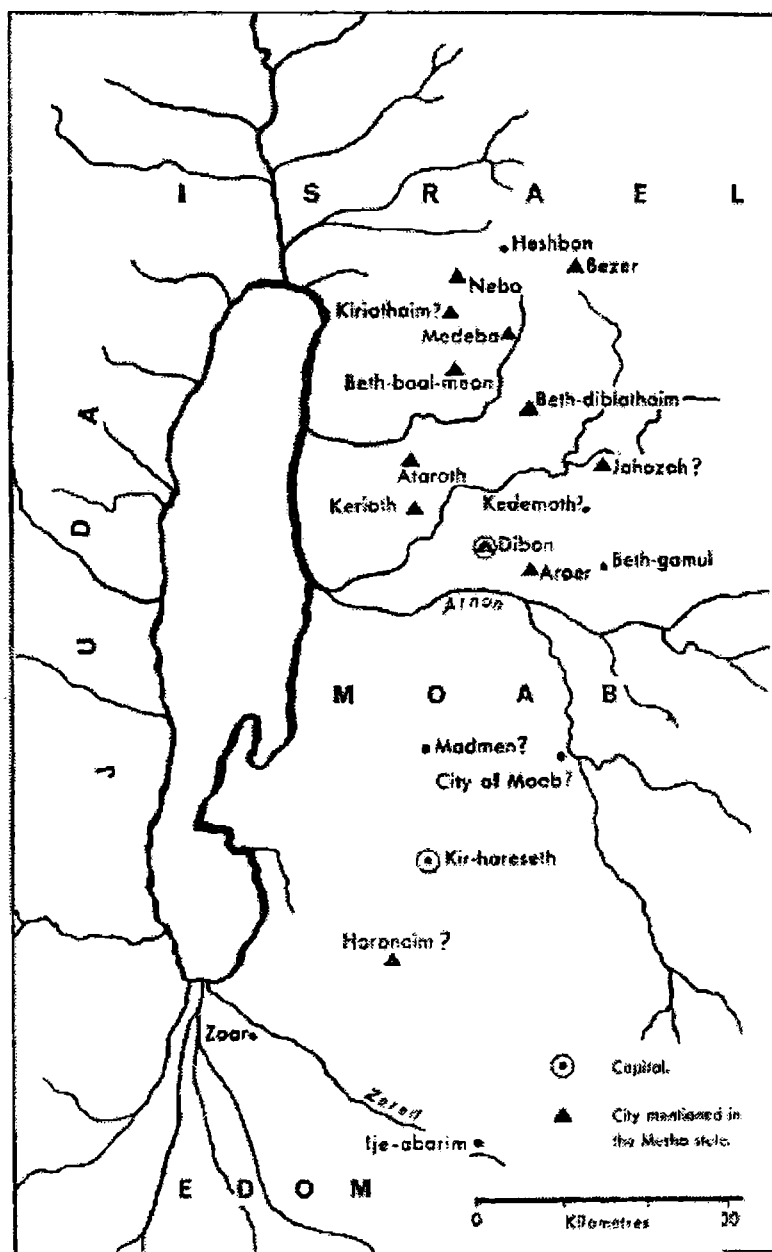 I S R A E L
Heshbon
Bezer
Nebo
Kiriathaim?
Medeba
Beth-baal-meon
Beth-diblathaim
Ataroth
Jahazah?
Kerioth
Kedemoth?
Dibon
Aroer
Beth-gamul
Arnon
J U D A
M O A B
Madmen?
City of Moab?
Kir-hareseth
Horonaim?
Zoar
Zered
Ije-abarim
E D O M
Capital.
City mentioned in
the Mesha stele.
0
Kilometres